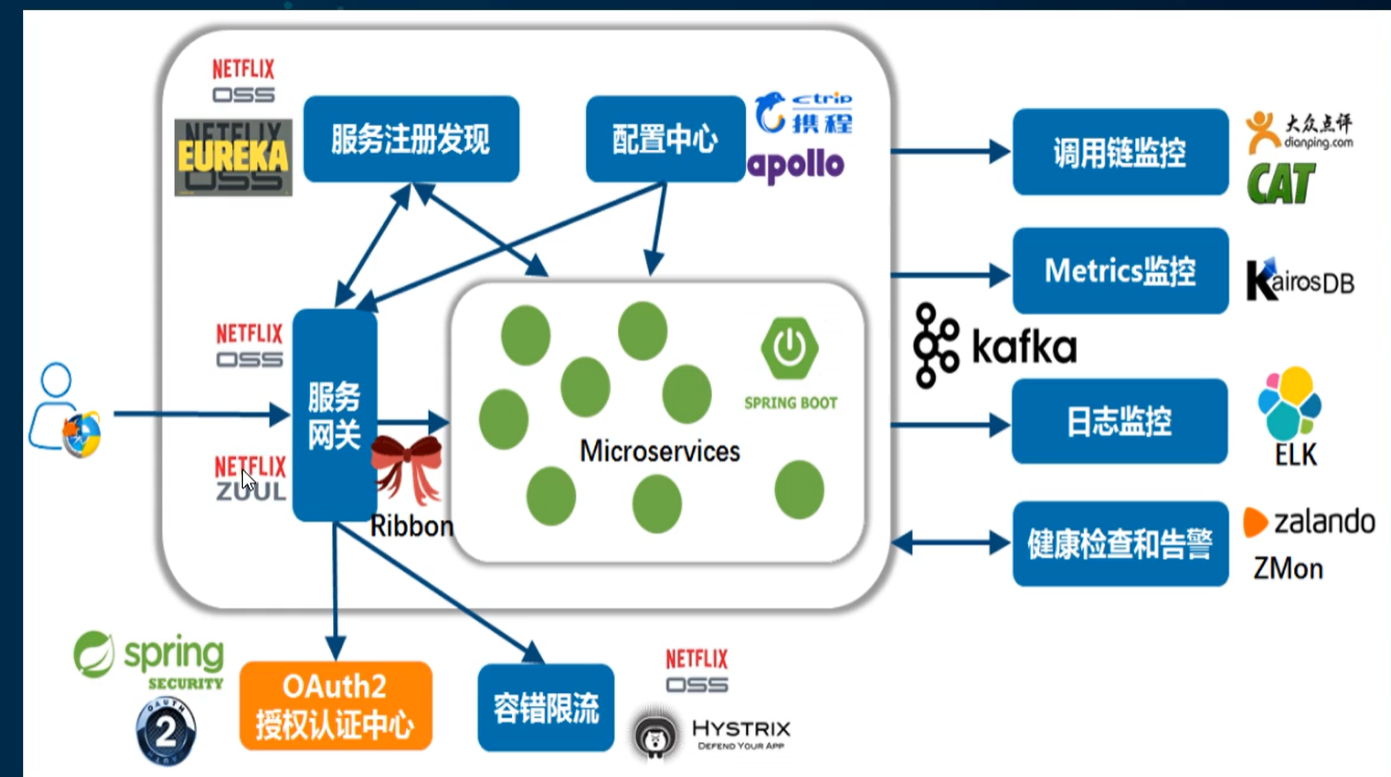 NETFLIX
OSS
NETFLIX
EUREKA
OSS
服务注册发现
配置中心
ctrip
携程
apollo
调用链监控
大众点评
dianping.com
CAT
Metrics监控
KairosDB
NETFLIX
OSS
服务
网关
NETFLIX
ZUUL
Ribbon
SPRING BOOT
Microservices
kafka
日志监控
ELK
健康检查和告警
zalando
ZMon
spring
SECURITY
OAUTH
2
OAuth2
授权认证中心
容错限流
NETFLIX
OSS
HYSTRIX
DEFEND YOUR APP